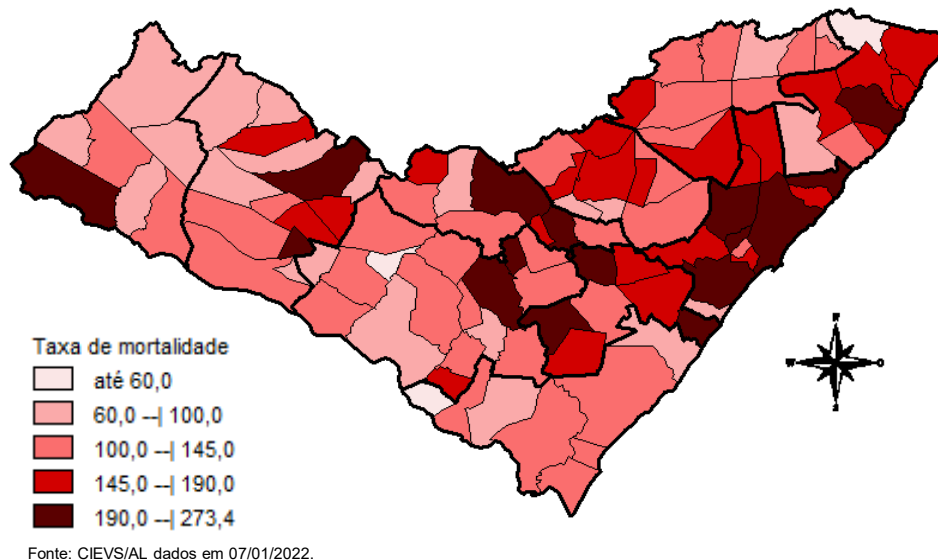 Taxa de mortalidade
até 60,0
60,0 --| 100,0
100,0 --| 145,0
145,0 --| 190,0
190,0 --| 273,4
W
O
S
Fonte: CIEVS/AL dados em 07/01/2022.